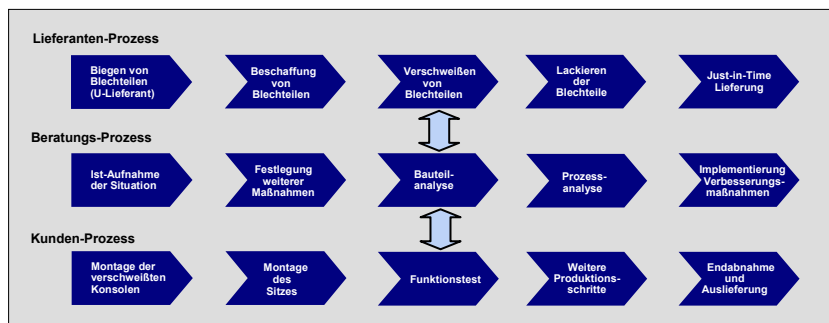 Lieferanten-Prozess
Biegen von
Blechteilen
(U-Lieferant)
Beschaffung
von
Blechteilen
Verschweißen
von
Blechteilen
Lackieren
der
Blechteile
Just-in-Time
Lieferung
Beratungs-Prozess
Ist-Aufnahme
der Situation
Festlegung
weiterer
Maßnahmen
Bauteil-
analyse
Prozess-
analyse
Implementierung
Verbesserungs-
maßnahmen
Kunden-Prozess
Montage der
verschweißten
Konsolen
Montage
des
Sitzes
Funktionstest
Weitere
Produktions-
schritte
Endabnahme
und
Auslieferung